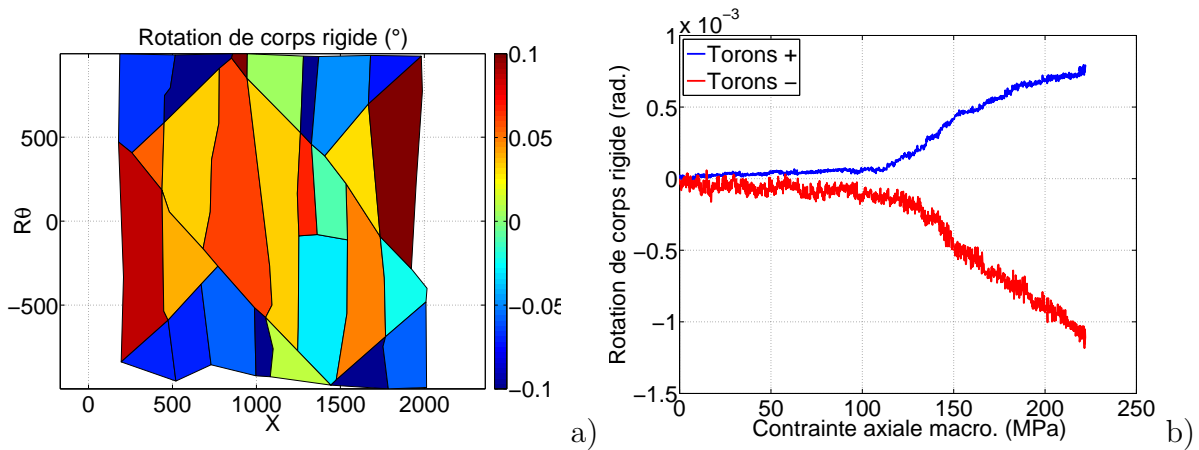 Rotation de corps rigide (°)
0.1
0.05
0
−0.05
−0.1
500
0
−500
Rθ
0
500
1000
1500
2000
X
a)
x 10⁻³
1
0.5
0
−0.5
−1
−1.5
Torons +
Torons −
Rotation de corps rigide (rad.)
0
50
100
150
200
250
Contrainte axiale macro. (MPa)
b)